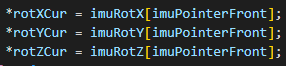 *rotXCur = imuRotX[imuPointerFront];
*rotYCur = imuRotY[imuPointerFront];
*rotZCur = imuRotZ[imuPointerFront];